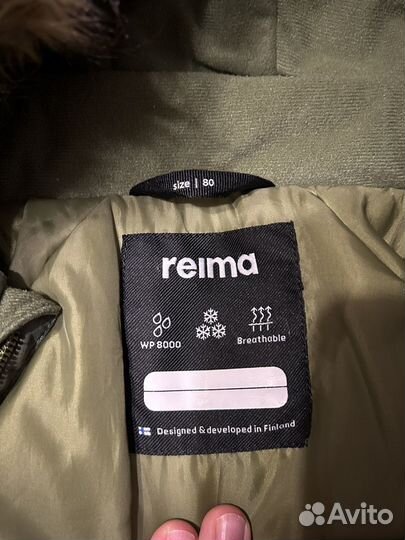 size | 80
reima
WP 8000
Breathable
Designed & developed in Finland
Avito